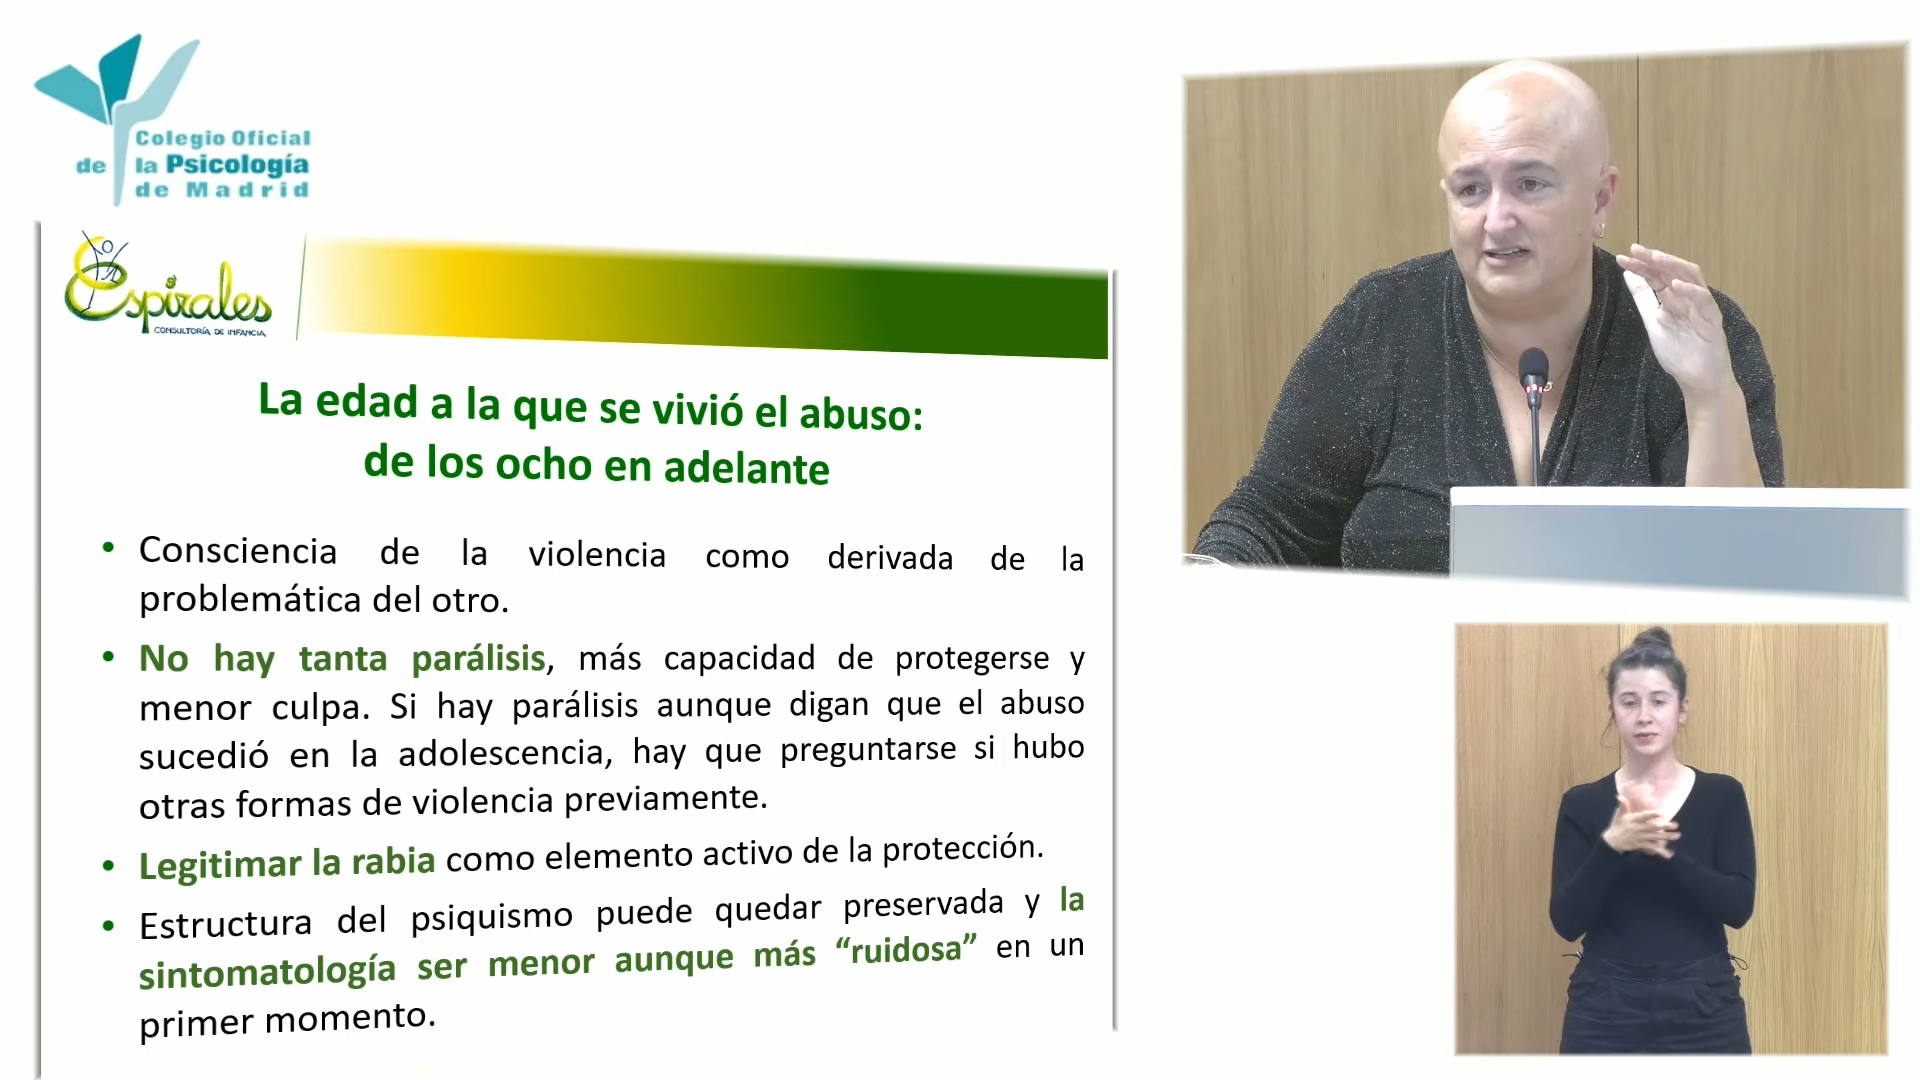 Colegio Oficial
de la Psicología
de Madrid
Espirales
CONSULTORÍA DE INFANCIA
La edad a la que se vivió el abuso:
de los ocho en adelante
• Consciencia de la violencia como derivada de la
problemática del otro.
• No hay tanta parálisis, más capacidad de protegerse y
menor culpa. Si hay parálisis aunque digan que el abuso
sucedió en la adolescencia, hay que preguntarse si hubo
otras formas de violencia previamente.
• Legitimar la rabia como elemento activo de la protección.
• Estructura del psiquismo puede quedar preservada y la
sintomatología ser menor aunque más “ruidosa” en un
primer momento.